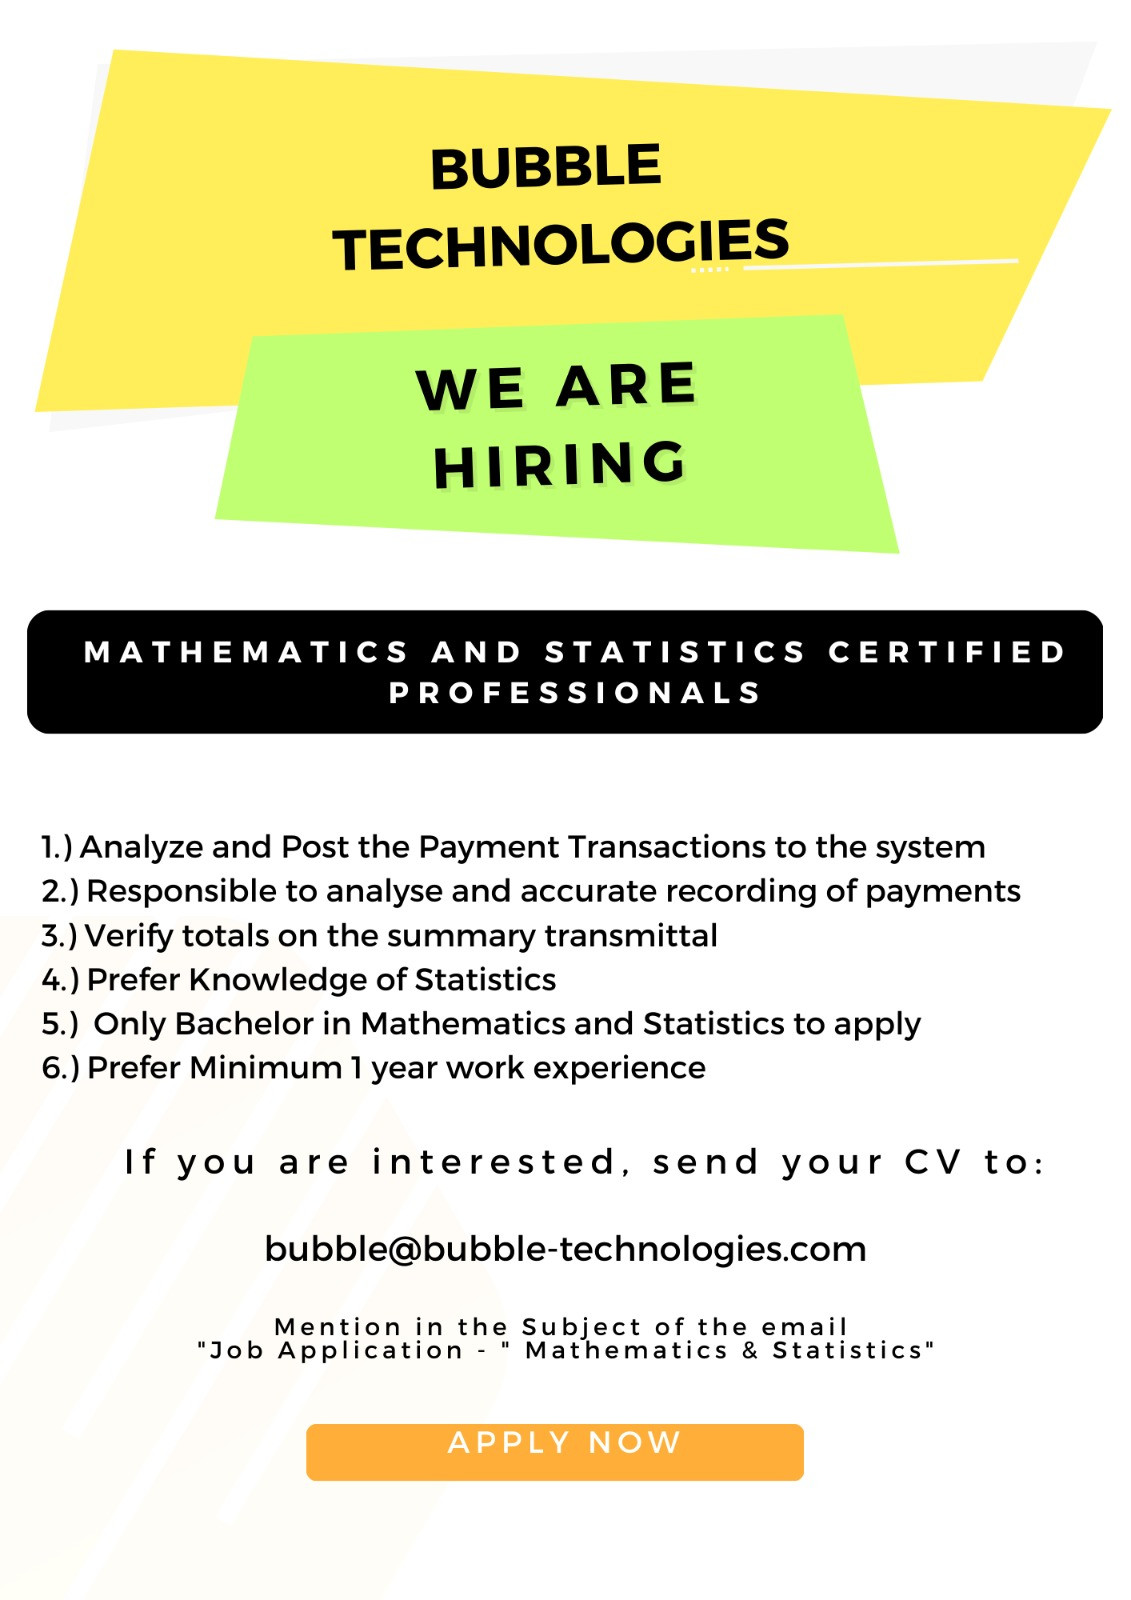 BUBBLE
TECHNOLOGIES
WE ARE
HIRING
MATHEMATICS AND STATISTICS CERTIFIED
PROFESSIONALS
1.) Analyze and Post the Payment Transactions to the system
2.) Responsible to analyse and accurate recording of payments
3.) Verify totals on the summary transmittal
4.) Prefer Knowledge of Statistics
5.) Only Bachelor in Mathematics and Statistics to apply
6.) Prefer Minimum 1 year work experience
If you are interested, send your CV to:
bubble@bubble-technologies.com
Mention in the Subject of the email
"Job Application - " Mathematics & Statistics"
APPLY NOW